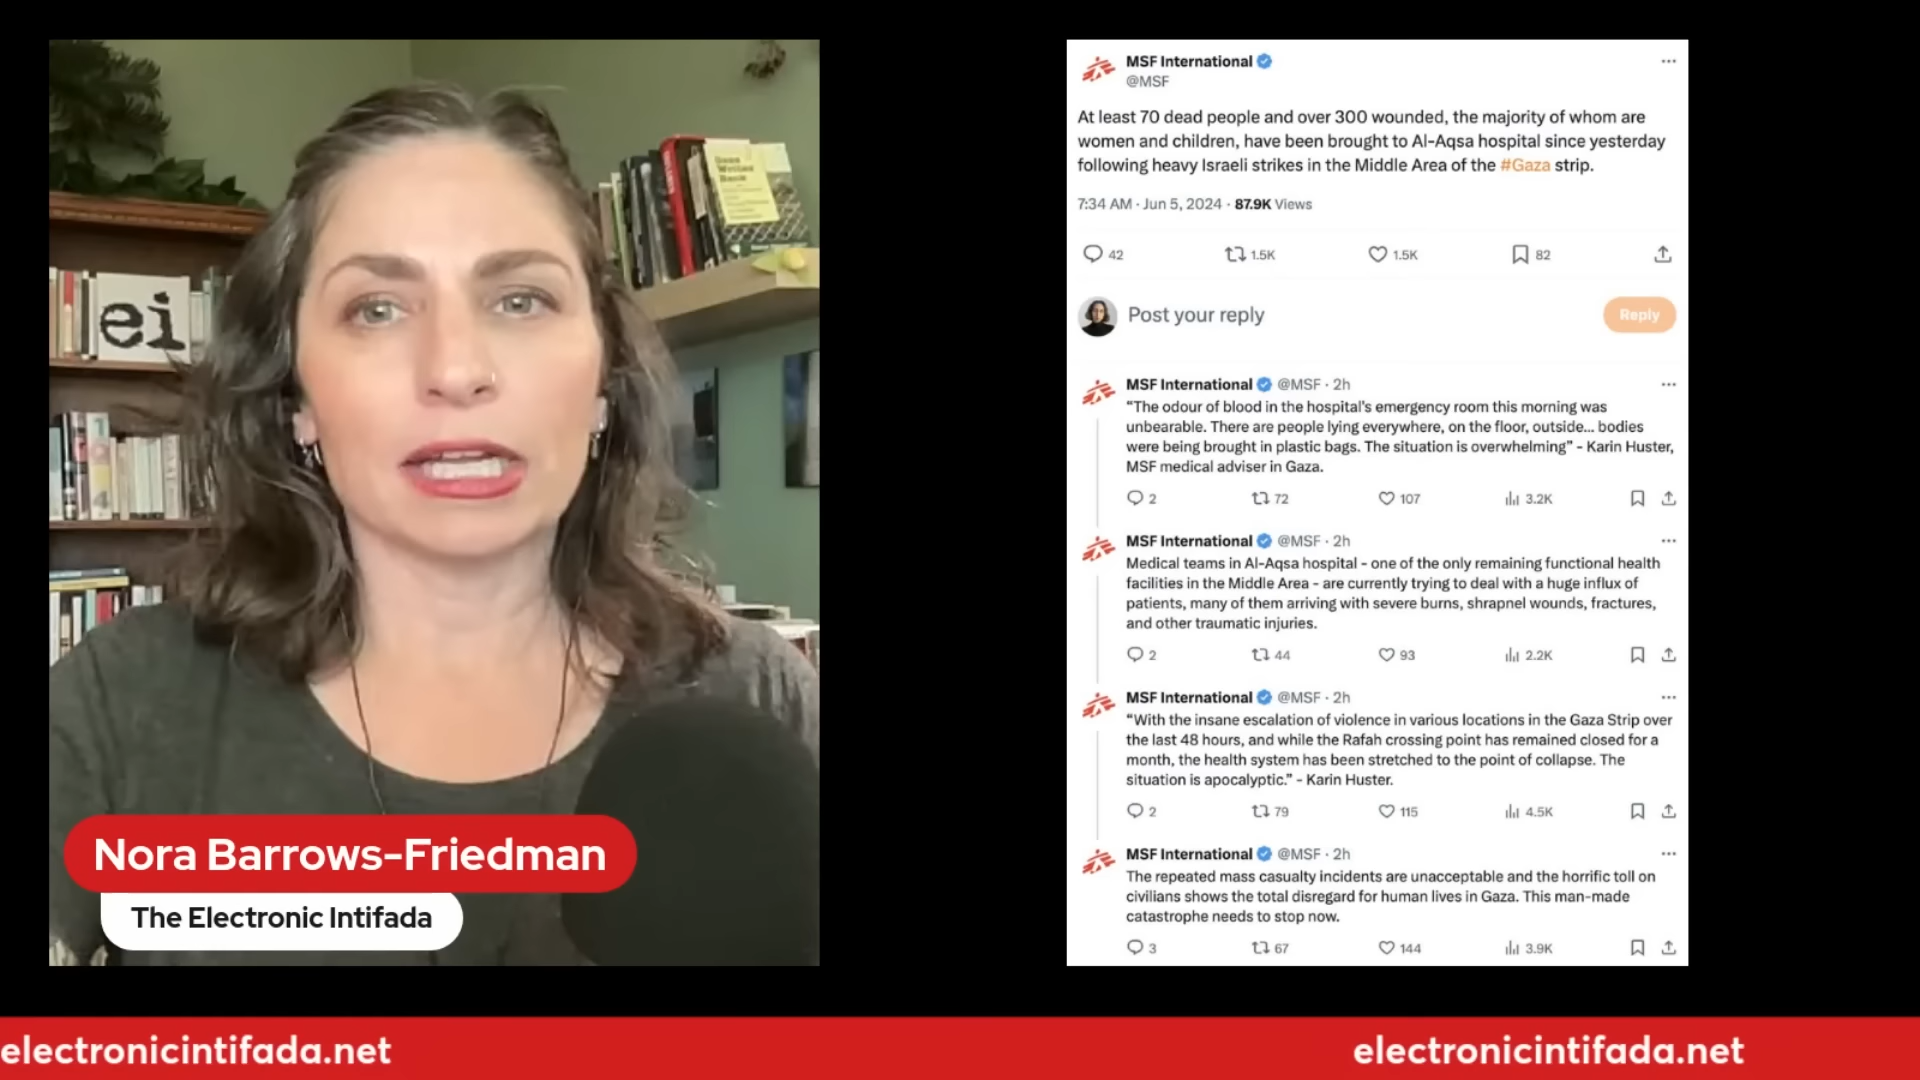 ei
Nora Barrows-Friedman
The Electronic Intifada
MSF International
@MSF
At least 70 dead people and over 300 wounded, the majority of whom are
women and children, have been brought to Al-Aqsa hospital since yesterday
following heavy Israeli strikes in the Middle Area of the #Gaza strip.
7:34 AM · Jun 5, 2024 · 87.9K Views
42 1.5K 1.5K 82
Post your reply Reply
MSF International @MSF · 2h
“The odour of blood in the hospital's emergency room this morning was
unbearable. There are people lying everywhere, on the floor, outside... bodies
were being brought in plastic bags. The situation is overwhelming” - Karin Huster,
MSF medical adviser in Gaza.
2 72 107 3.2K
MSF International @MSF · 2h
Medical teams in Al-Aqsa hospital - one of the only remaining functional health
facilities in the Middle Area - are currently trying to deal with a huge influx of
patients, many of them arriving with severe burns, shrapnel wounds, fractures,
and other traumatic injuries.
2 44 93 2.2K
MSF International @MSF · 2h
“With the insane escalation of violence in various locations in the Gaza Strip over
the last 48 hours, and while the Rafah crossing point has remained closed for a
month, the health system has been stretched to the point of collapse. The
situation is apocalyptic.” - Karin Huster.
2 79 115 4.5K
MSF International @MSF · 2h
The repeated mass casualty incidents are unacceptable and the horrific toll on
civilians shows the total disregard for human lives in Gaza. This man-made
catastrophe needs to stop now.
3 67 144 3.9K
electronicintifada.net electronicintifada.net